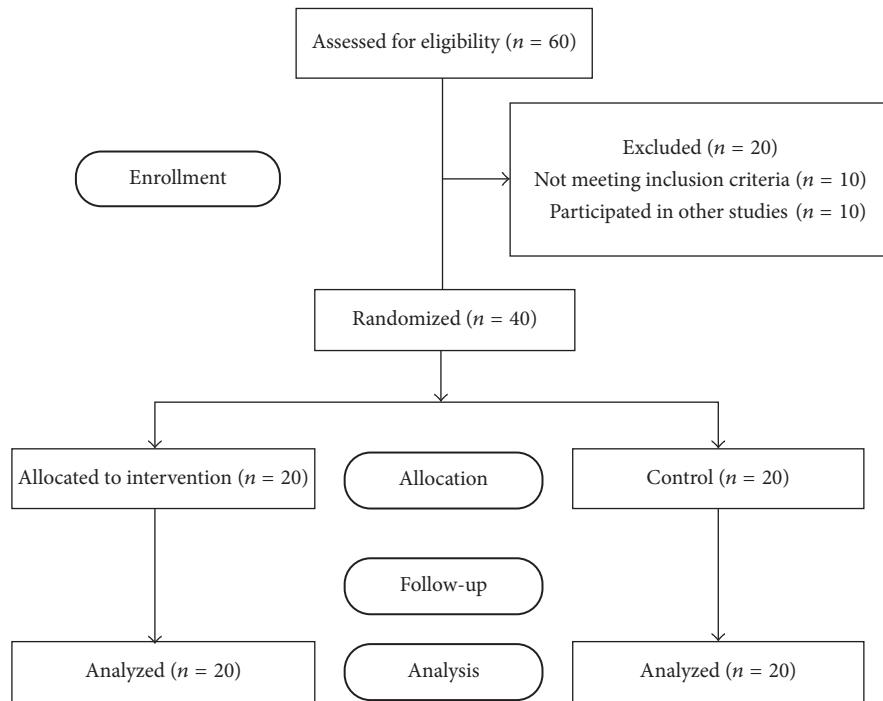 Assessed for eligibility (n = 60)
Enrollment
Excluded (n = 20)
Not meeting inclusion criteria (n = 10)
Participated in other studies (n = 10)
Randomized (n = 40)
Allocated to intervention (n = 20)
Allocation
Control (n = 20)
Follow-up
Analyzed (n = 20)
Analysis
Analyzed (n = 20)